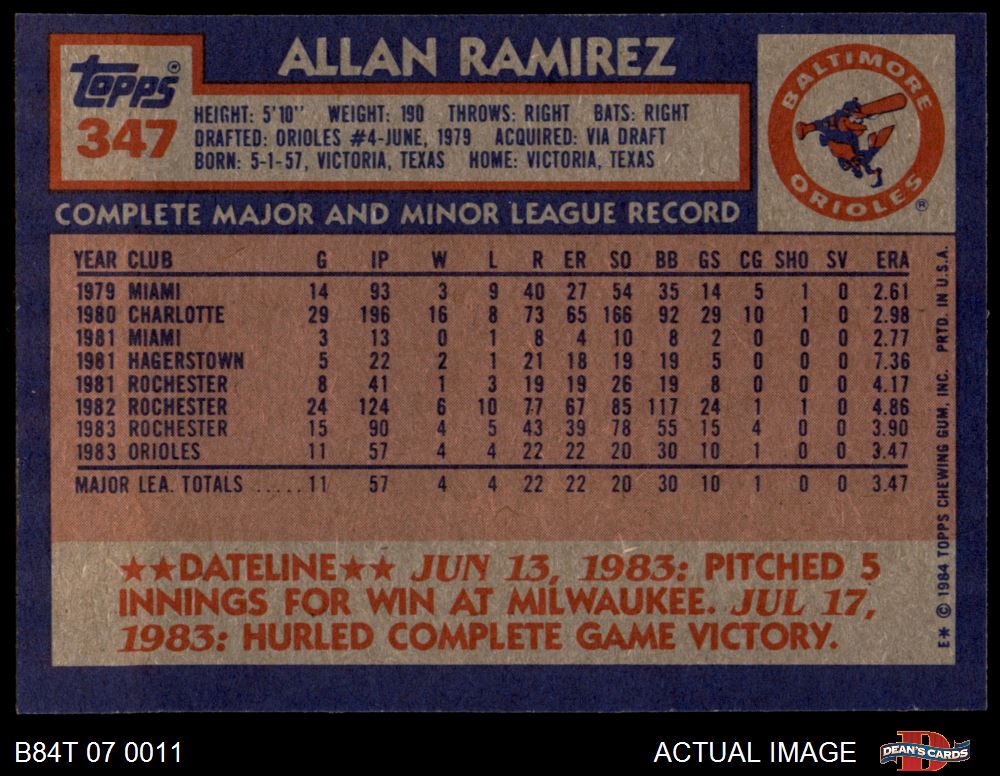 ALLAN RAMIREZ
Topps®
347
HEIGHT: 5'10" WEIGHT: 190 THROWS: RIGHT BATS: RIGHT
DRAFTED: ORIOLES #4-JUNE, 1979 ACQUIRED: VIA DRAFT
BORN: 5-1-57, VICTORIA, TEXAS HOME: VICTORIA, TEXAS
BALTIMORE
ORIOLES®
COMPLETE MAJOR AND MINOR LEAGUE RECORD
YEAR CLUB G IP W L R ER SO BB GS CG SHO SV ERA
1979 MIAMI 14 93 3 9 40 27 54 35 14 5 1 0 2.61
1980 CHARLOTTE 29 196 16 8 73 65 166 92 29 10 1 0 2.98
1981 MIAMI 3 13 0 1 8 4 10 8 2 0 0 0 2.77
1981 HAGERSTOWN 5 22 2 1 21 18 19 19 5 0 0 0 7.36
1981 ROCHESTER 8 41 1 3 19 19 26 19 8 0 0 0 4.17
1982 ROCHESTER 24 124 6 10 77 67 85 117 24 1 1 0 4.86
1983 ROCHESTER 15 90 4 5 43 39 78 55 15 4 0 0 3.90
1983 ORIOLES 11 57 4 4 22 22 20 30 10 1 0 0 3.47
MAJOR LEA. TOTALS .....11 57 4 4 22 22 20 30 10 1 0 0 3.47
★★DATELINE★★ JUN 13, 1983: PITCHED 5
INNINGS FOR WIN AT MILWAUKEE. JUL 17,
1983: HURLED COMPLETE GAME VICTORY.
E* © 1984 TOPPS CHEWING GUM, INC. PRTD. IN U.S.A.
B84T 07 0011
ACTUAL IMAGE
D
DEAN'S CARDS